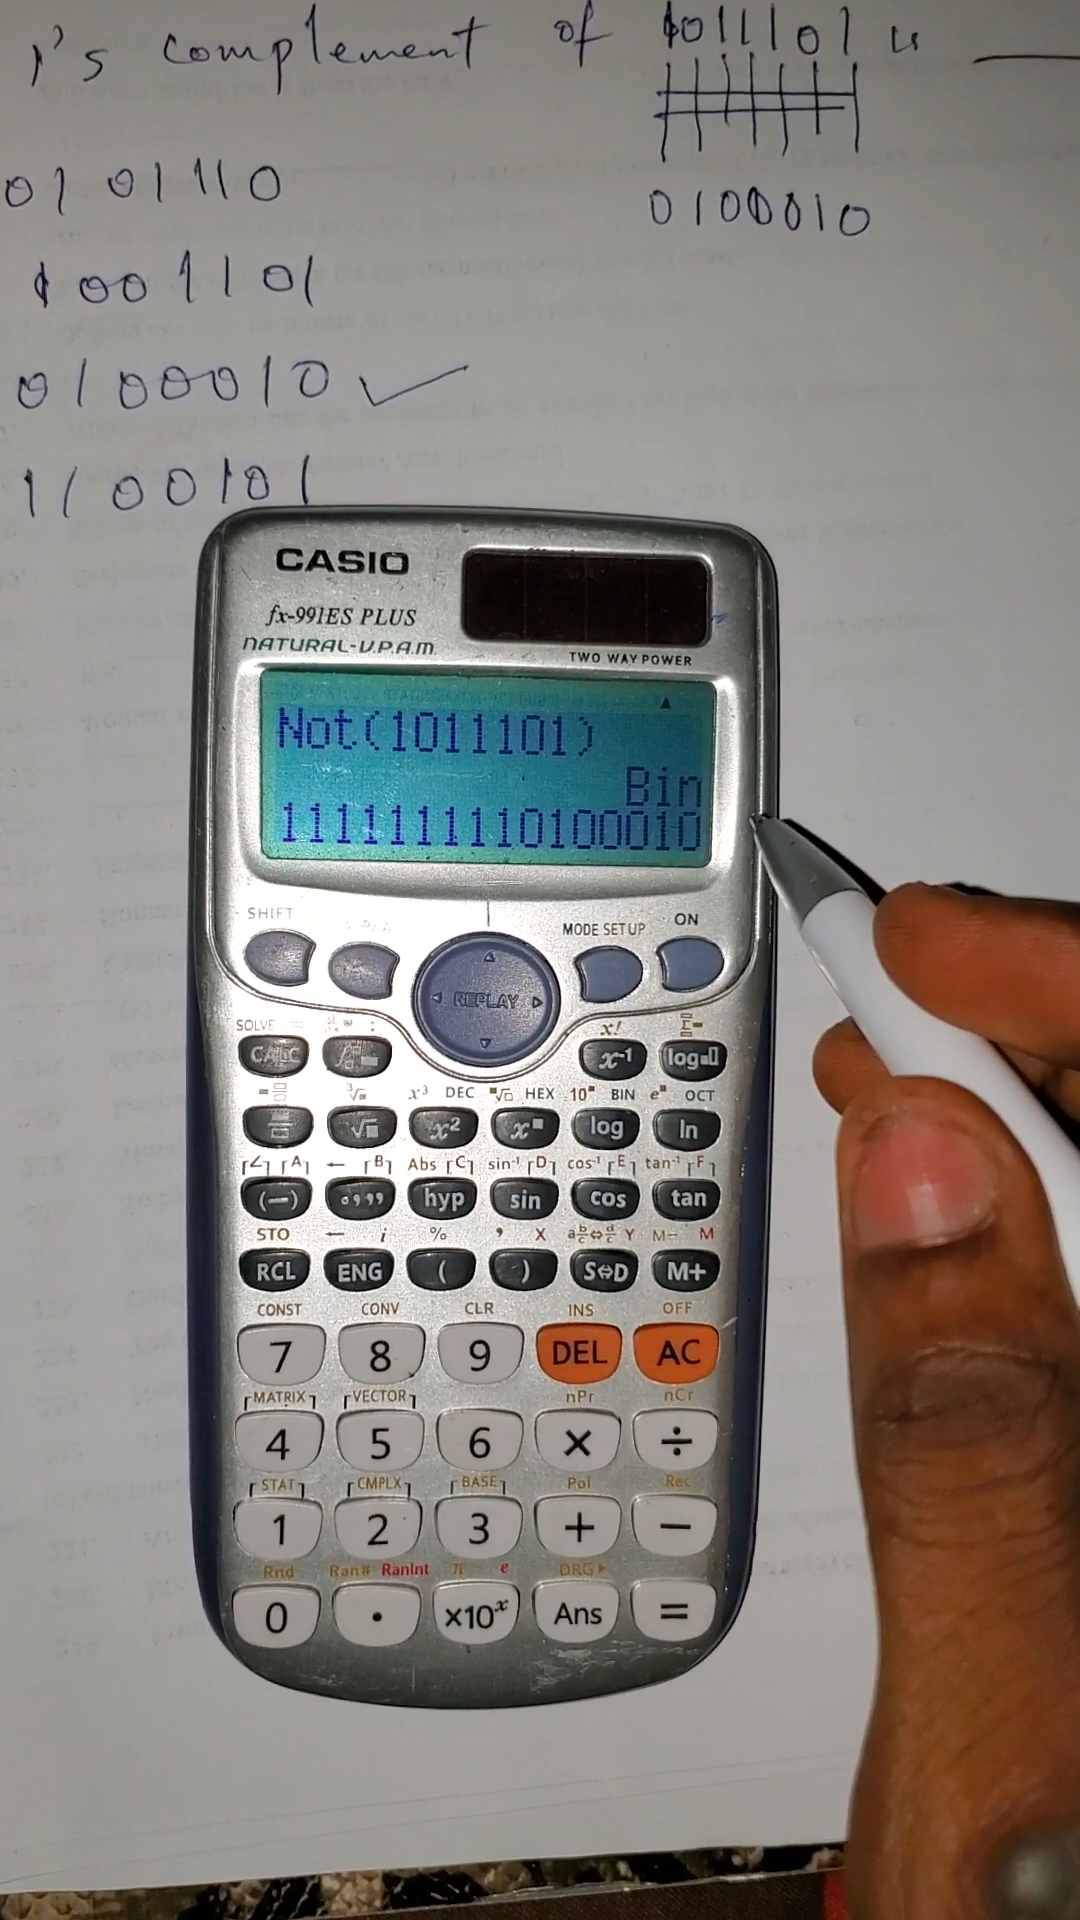 1's complement of 1011101 is
0100010
0101110
1001101
0100010
1100101
CASIO
fx-991ES PLUS
NATURAL-V.P.A.M.
TWO WAY POWER
Not(1011101)
Bin
1111111110100010
SHIFT
MODE SETUP ON
REPLAY
SOLVE = : x!
CALC x-1 log
x³ DEC HEX 10 BIN e OCT
x² x log ln
∠ A ← B Abs C sin-1 D cos-1 E tan-1 F
(−) hyp sin cos tan
STO ← i % , X Y M− M
RCL ENG ( ) S⇔D M+
CONST CONV CLR INS OFF
7 8 9 DEL AC
MATRIX VECTOR nPr nCr
4 5 6 × ÷
STAT CMPLX BASE Pol Rec
1 2 3 + −
Rnd Ran# RanInt π e DRG▶
0 • ×10x Ans =